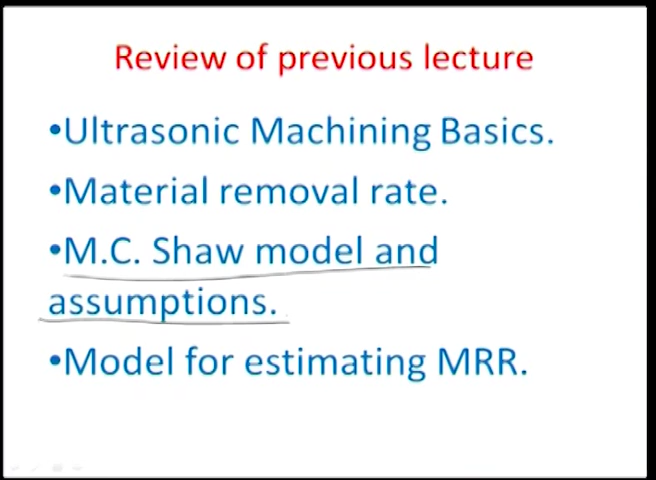 Review of previous lecture
•Ultrasonic Machining Basics.
•Material removal rate.
•M.C. Shaw model and
assumptions.
•Model for estimating MRR.